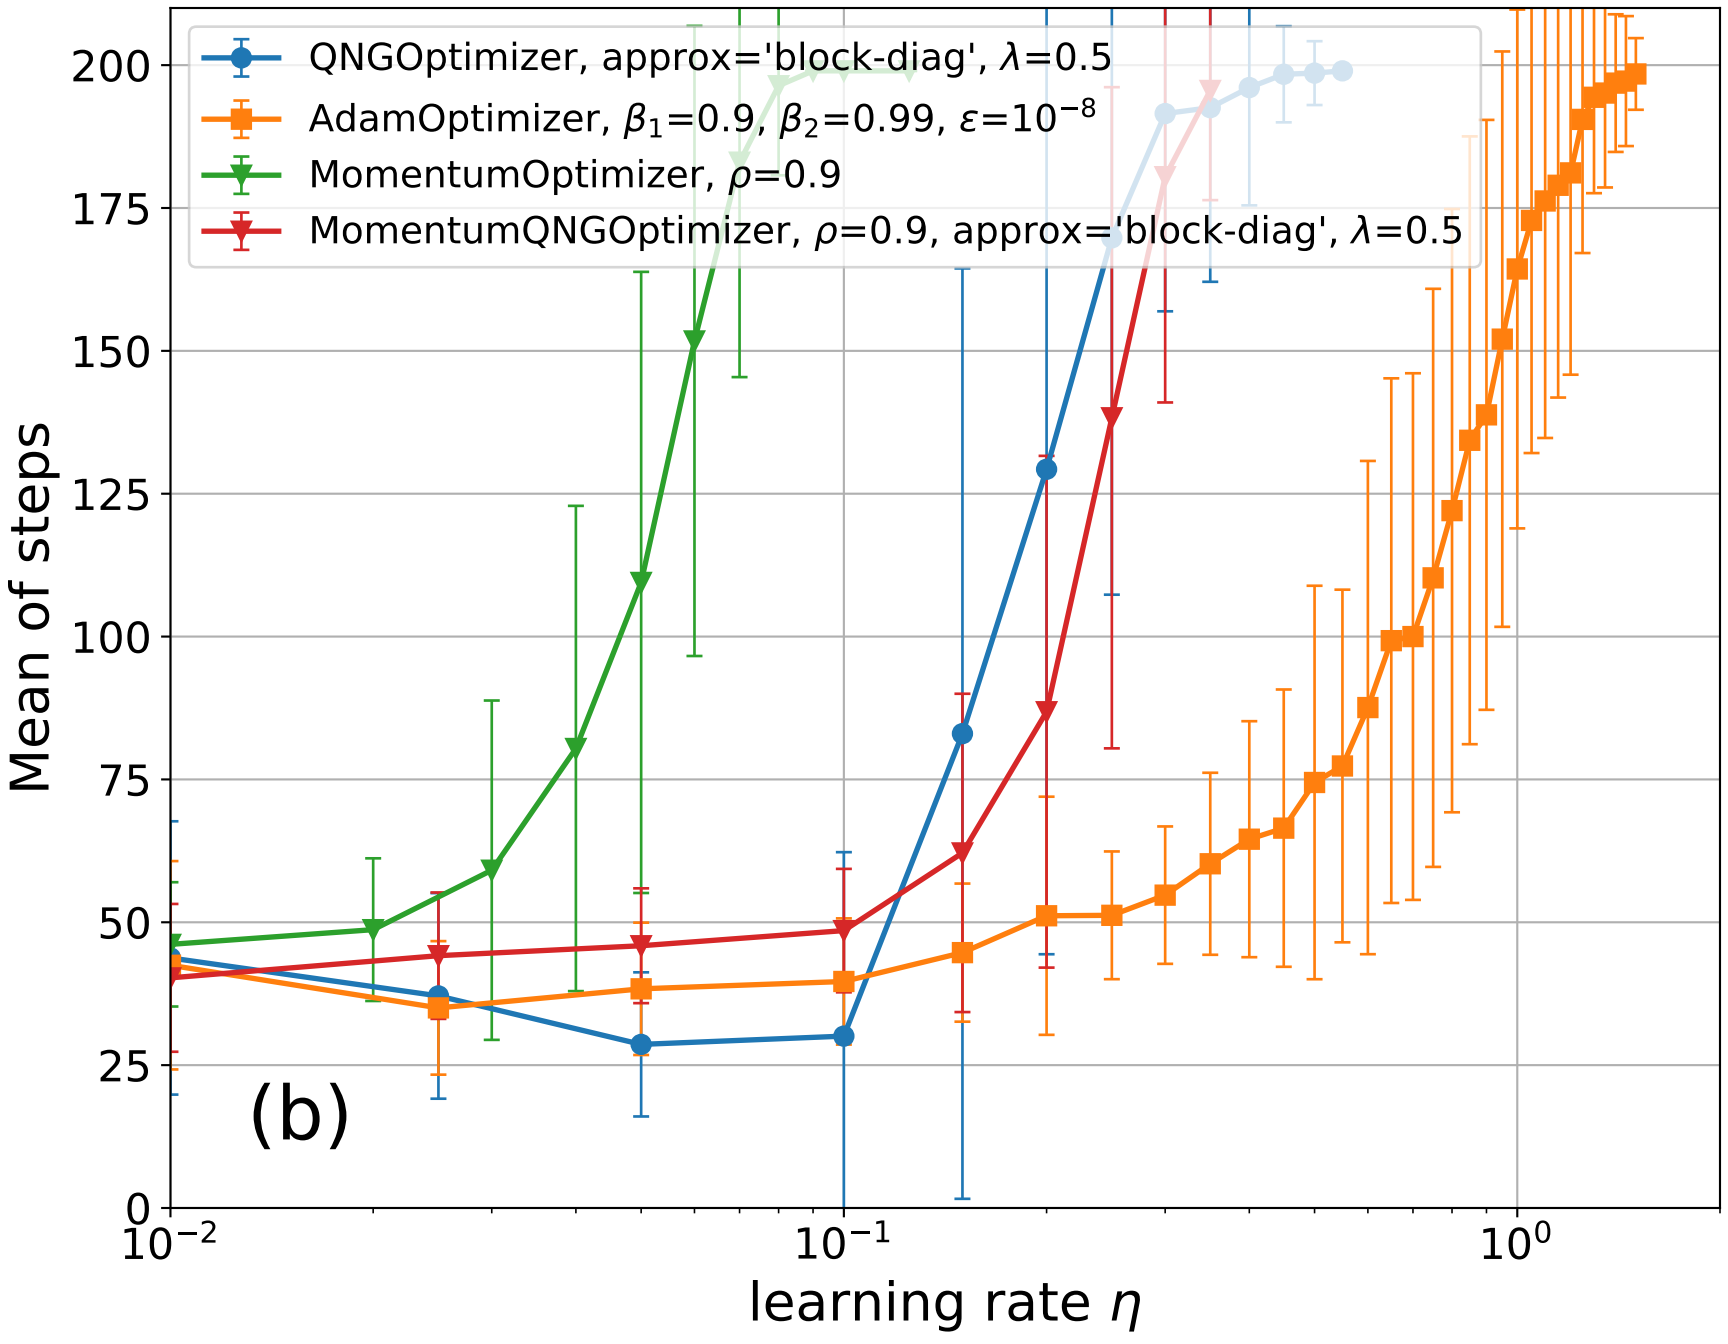 QNGOptimizer, approx='block-diag', λ=0.5
AdamOptimizer, β₁=0.9, β₂=0.99, ε=10⁻⁸
MomentumOptimizer, ρ=0.9
MomentumQNGOptimizer, ρ=0.9, approx='block-diag', λ=0.5
Mean of steps
200
175
150
125
100
75
50
25
0
(b)
10⁻² 10⁻¹ 10⁰
learning rate η